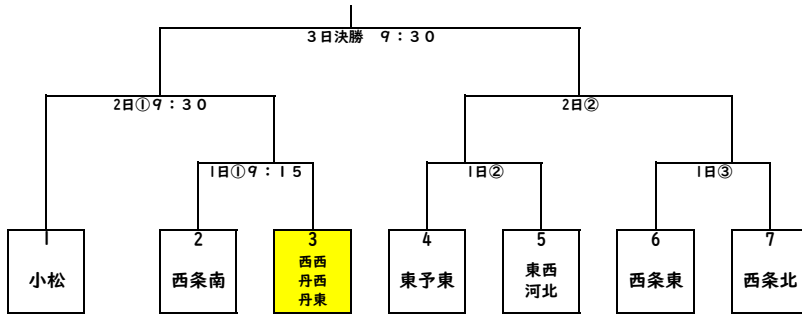 3日決勝　9：30
2日①9：30
2日②
1日①9：15
1日②
1日③
1
小松
2
西条南
3
西西
丹西
丹東
4
東予東
5
東西
河北
6
西条東
7
西条北